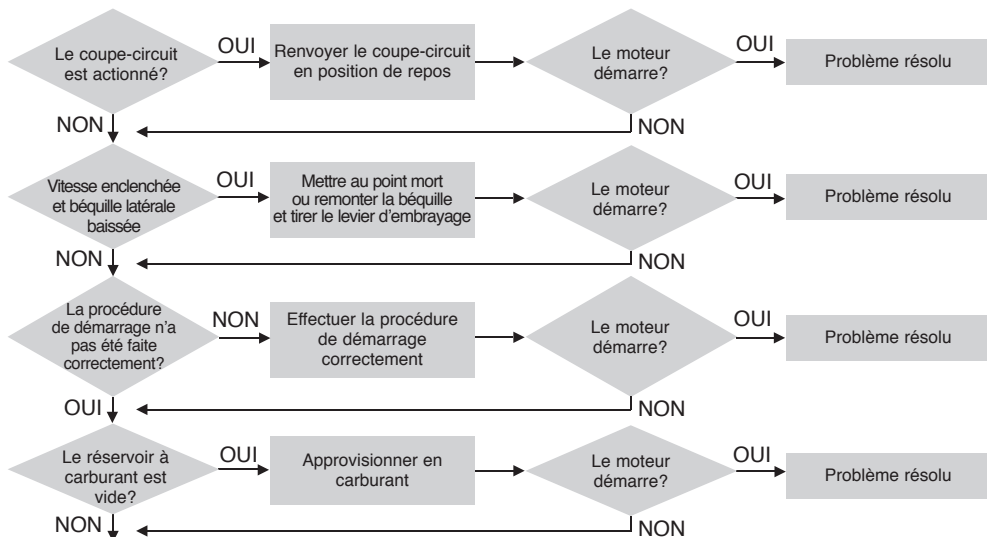 Le coupe-circuit
est actionné?
OUI
Renvoyer le coupe-circuit
en position de repos
Le moteur
démarre?
OUI
Problème résolu
NON
NON
Vitesse enclenchée
et béquille latérale
baissée
OUI
Mettre au point mort
ou remonter la béquille
et tirer le levier d'embrayage
Le moteur
démarre?
OUI
Problème résolu
NON
NON
La procédure
de démarrage n'a
pas été faite
correctement?
NON
Effectuer la procédure
de démarrage
correctement
Le moteur
démarre?
OUI
Problème résolu
OUI
NON
Le réservoir à
carburant est
vide?
OUI
Approvisionner en
carburant
Le moteur
démarre?
OUI
Problème résolu
NON
NON